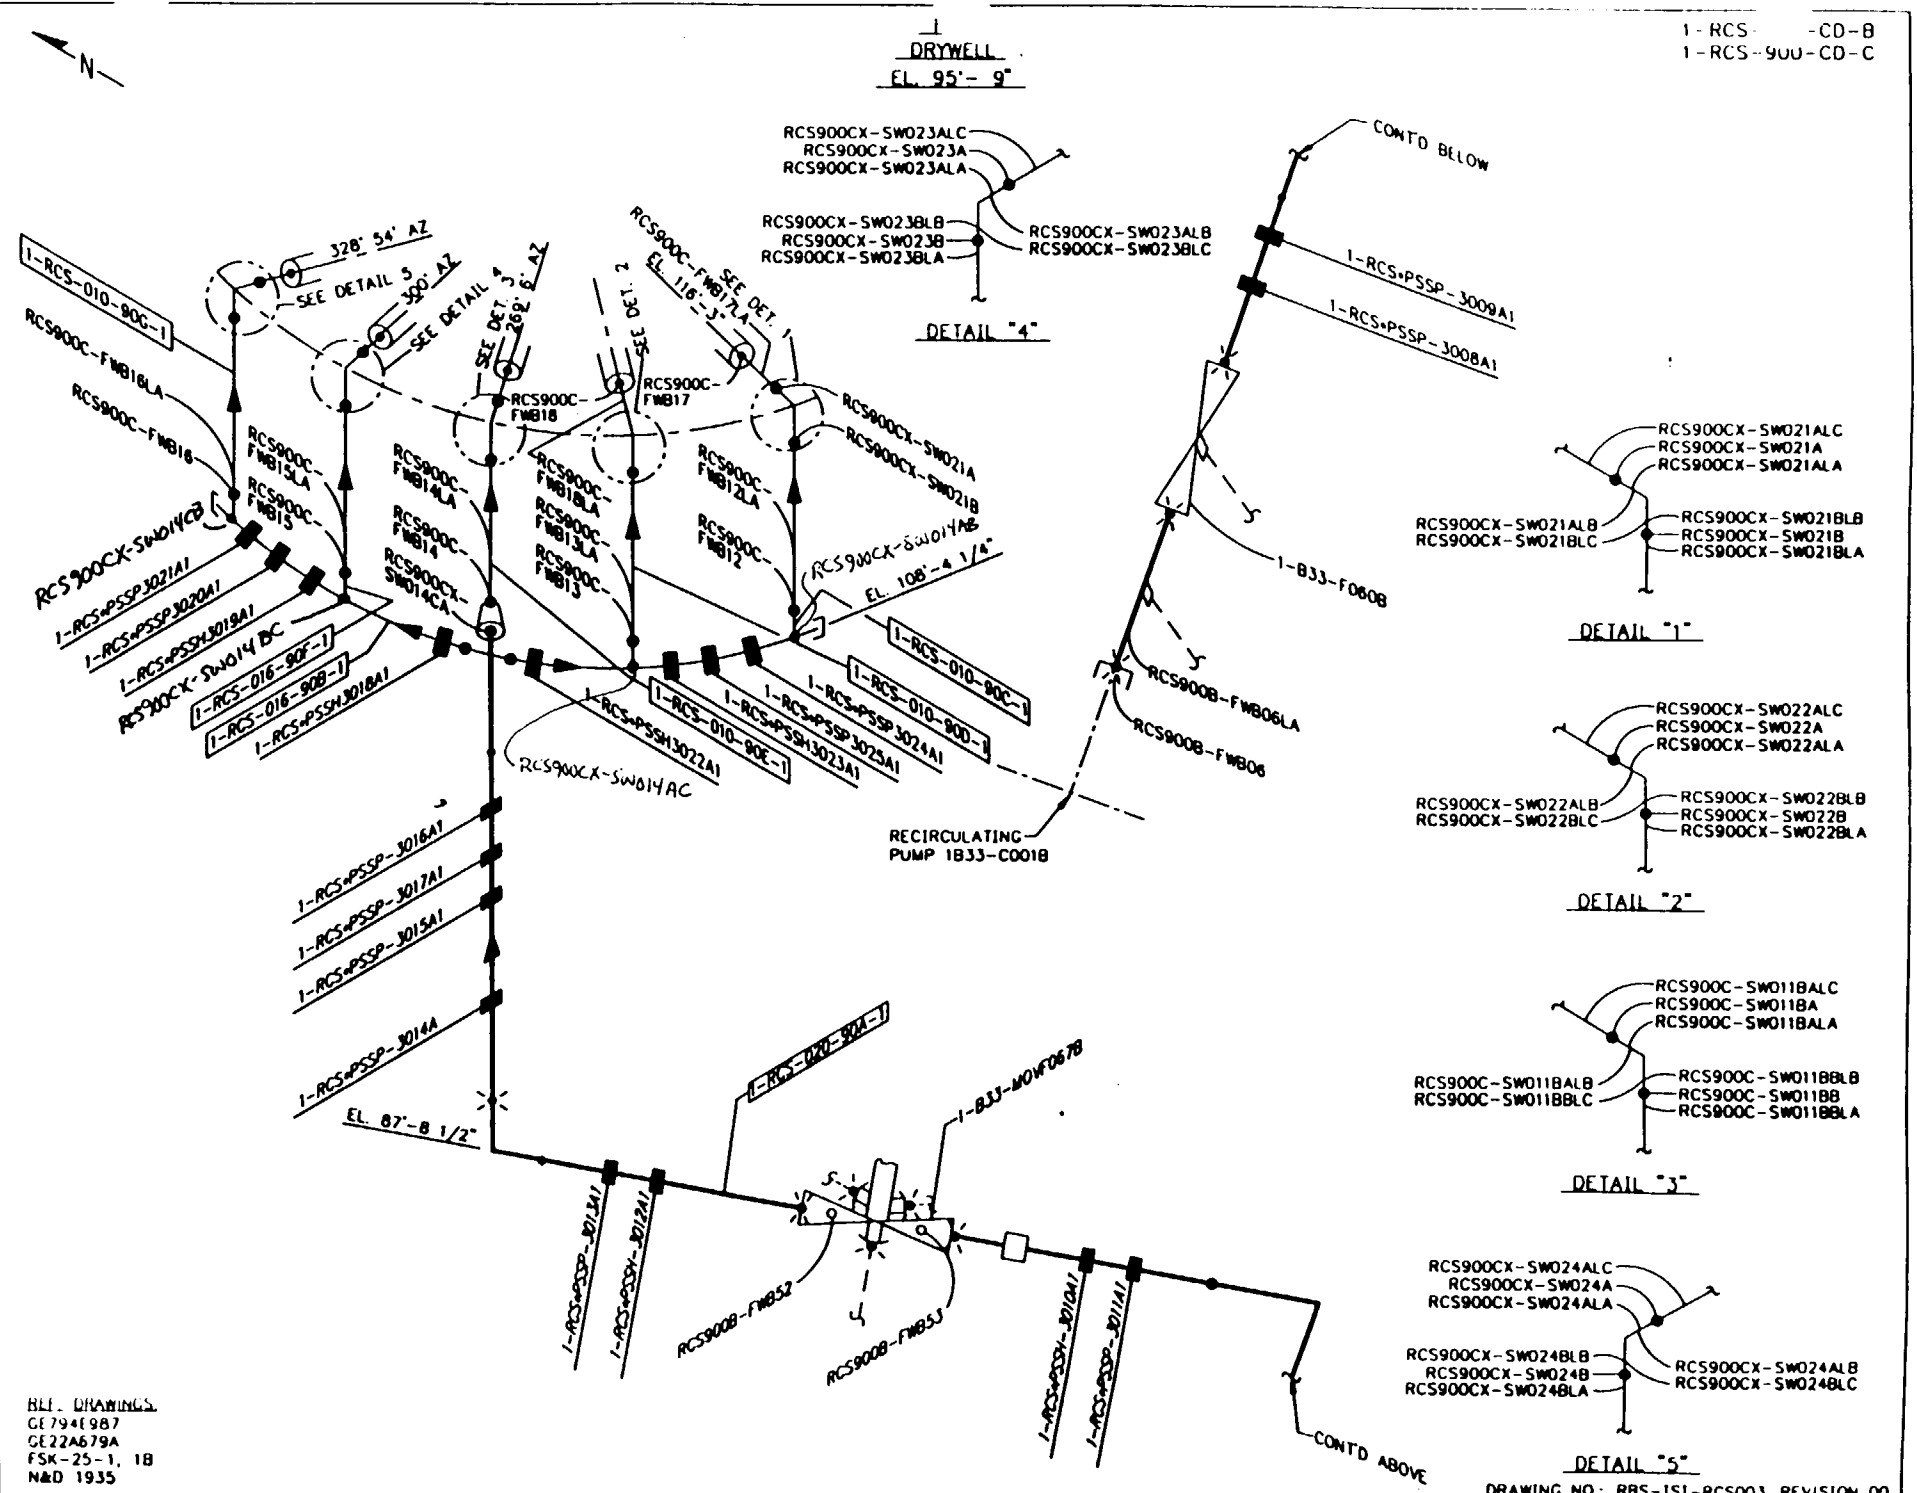 1-RCS- -CD-B
1-RCS-900-CD-C
N
DRYWELL
EL. 95'- 9"
RCS900CX-SW023ALC
RCS900CX-SW023A
RCS900CX-SW023ALA
RCS900CX-SW023BLB
RCS900CX-SW023B
RCS900CX-SW023BLA
RCS900CX-SW023ALB
RCS900CX-SW023BLC
DETAIL "4"
CONT'D BELOW
1-RCS*PSSP-3009A1
1-RCS*PSSP-3008A1
1-B33-F060B
RCS900B-FWB06LA
RCS900B-FWB06
RECIRCULATING
PUMP 1B33-C001B
1-RCS-010-90G-1
328° 54' AZ
SEE DETAIL 5
300° AZ
SEE DETAIL 4
SEE DET. 3
269° 6' AZ
SEE DET. 2
RCS900C-FWB17LA
EL. 116'-3"
SEE DET. 1
RCS900C-FWB16LA
RCS900C-FWB16
RCS900C-
FWB15LA
RCS900C-
FWB15
RCS900C-
FWB14LA
RCS900C-
FWB14
RCS900CX-
SW014CA
RCS900C-
FWB18
RCS900C-
FWB17
RCS900C-
FWB18LA
RCS900C-
FWB13LA
RCS900C-
FWB13
RCS900C-
FWB12LA
RCS900C-
FWB12
RCS900CX-SW021A
RCS900CX-SW021B
RCS900CX-SW014AB
EL. 108'-4 1/4"
RCS900CX-SW014CB
1-RCS*PSSP3021A1
1-RCS*PSSP3020A1
1-RCS*PSSH3019A1
RCS900CX-SW014BC
1-RCS-016-90F-1
1-RCS-016-90B-1
1-RCS*PSSH3018A1
1-RCS*PSSH3022A1
RCS900CX-SW014AC
1-RCS-010-90E-1
1-RCS*PSSH3023A1
1-RCS*PSSP3025A1
1-RCS*PSSP3024A1
1-RCS-010-90D-1
1-RCS-010-90C-1
1-RCS*PSSP-3016A1
1-RCS*PSSP-3017A1
1-RCS*PSSP-3015A1
1-RCS*PSSP-3014A
EL. 87'-8 1/2"
1-RCS-020-90A-1
1-B33-MOVF067B
1-RCS*PSSP-3013A1
1-RCS*PSSH-3012A1
RCS900B-FWB52
RCS900B-FWB53
1-RCS*PSSH-3010A1
1-RCS*PSSP-3011A1
CONT'D ABOVE
RCS900CX-SW021ALC
RCS900CX-SW021A
RCS900CX-SW021ALA
RCS900CX-SW021ALB
RCS900CX-SW021BLC
RCS900CX-SW021BLB
RCS900CX-SW021B
RCS900CX-SW021BLA
DETAIL "1"
RCS900CX-SW022ALC
RCS900CX-SW022A
RCS900CX-SW022ALA
RCS900CX-SW022ALB
RCS900CX-SW022BLC
RCS900CX-SW022BLB
RCS900CX-SW022B
RCS900CX-SW022BLA
DETAIL "2"
RCS900C-SW011BALC
RCS900C-SW011BA
RCS900C-SW011BALA
RCS900C-SW011BALB
RCS900C-SW011BBLC
RCS900C-SW011BBLB
RCS900C-SW011BB
RCS900C-SW011BBLA
DETAIL "3"
RCS900CX-SW024ALC
RCS900CX-SW024A
RCS900CX-SW024ALA
RCS900CX-SW024BLB
RCS900CX-SW024B
RCS900CX-SW024BLA
RCS900CX-SW024ALB
RCS900CX-SW024BLC
DETAIL "5"
REF. DRAWINGS
GE794E987
GE22A679A
FSK-25-1, 1B
N&D 1935
DRAWING NO: RBS-ISI-RCS003 REVISION 00